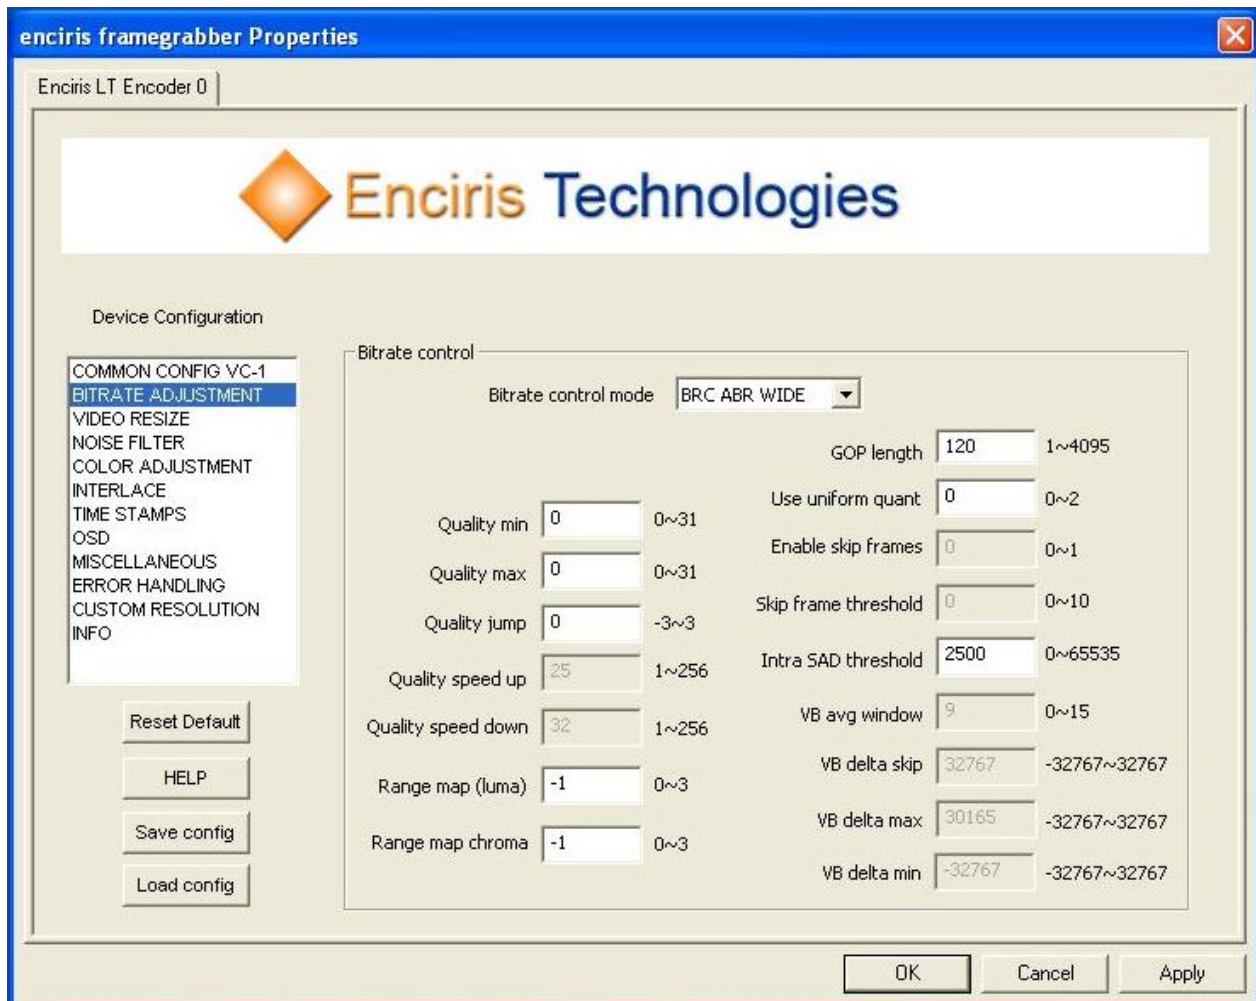 enciris framegrabber Properties
Enciris LT Encoder 0
Enciris Technologies
Device Configuration
COMMON CONFIG VC-1
BITRATE ADJUSTMENT
VIDEO RESIZE
NOISE FILTER
COLOR ADJUSTMENT
INTERLACE
TIME STAMPS
OSD
MISCELLANEOUS
ERROR HANDLING
CUSTOM RESOLUTION
INFO
Reset Default
HELP
Save config
Load config
Bitrate control
Bitrate control mode BRC ABR WIDE
Quality min 0 0~31
Quality max 0 0~31
Quality jump 0 -3~3
Quality speed up 25 1~256
Quality speed down 32 1~256
Range map (luma) -1 0~3
Range map chroma -1 0~3
GOP length 120 1~4095
Use uniform quant 0 0~2
Enable skip frames 0 0~1
Skip frame threshold 0 0~10
Intra SAD threshold 2500 0~65535
VB avg window 9 0~15
VB delta skip 32767 -32767~32767
VB delta max 30165 -32767~32767
VB delta min -32767 -32767~32767
OK Cancel Apply